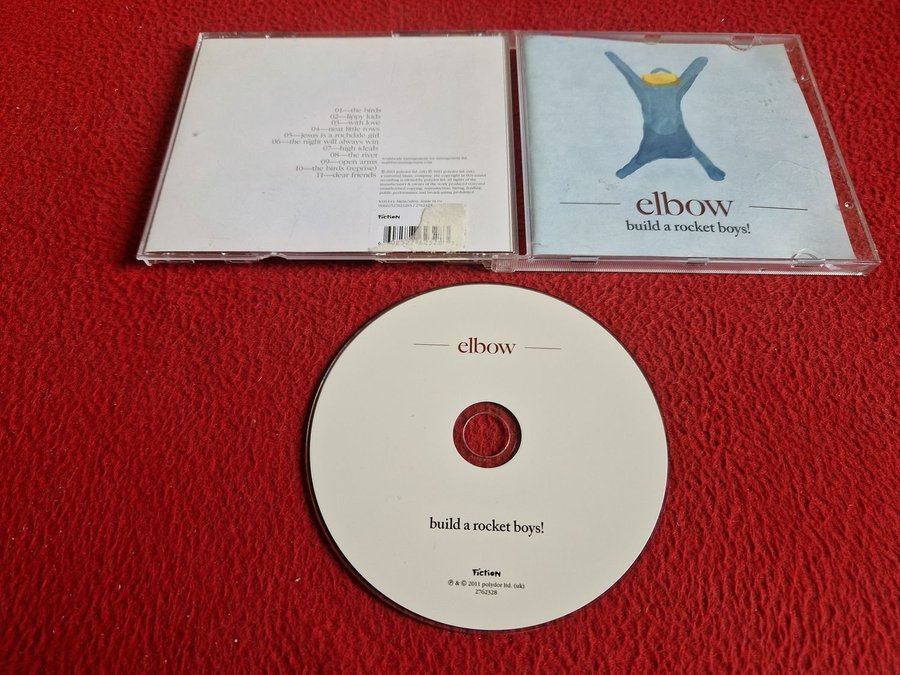 01—the birds
02—lippy kids
03—with love
04—neat little rows
05—jesus is a rochdale girl
06—the night will always win
07—high ideals
08—the river
09—open arms
10—the birds (reprise)
11—dear friends
FICTION
elbow
build a rocket boys!
elbow
build a rocket boys!
FICTION
℗ & © 2011 polydor ltd. (uk)
2762328